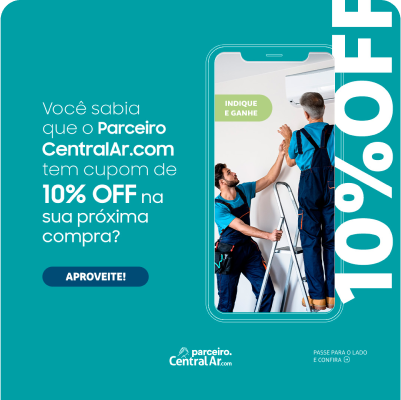 Você sabia
que o Parceiro
CentralAr.com
tem cupom de
10% OFF na
sua próxima
compra?
APROVEITE!
INDIQUE
E GANHE
10%OFF
parceiro.
CentralAr.com
PASSE PARA O LADO
E CONFIRA